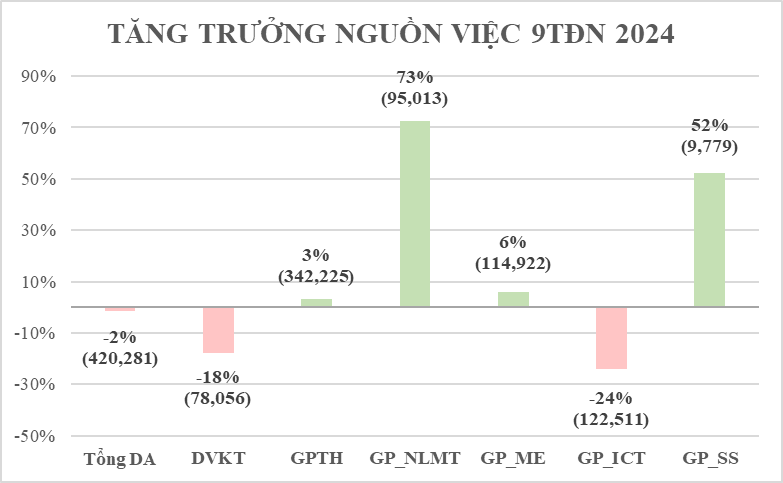 TĂNG TRƯỞNG NGUỒN VIỆC 9TĐN 2024
90%
70%
50%
30%
10%
-10%
-30%
-50%
-2%
(420,281)
-18%
(78,056)
3%
(342,225)
73%
(95,013)
6%
(114,922)
-24%
(122,511)
52%
(9,779)
Tổng DA
DVKT
GPTH
GP_NLMT
GP_ME
GP_ICT
GP_SS